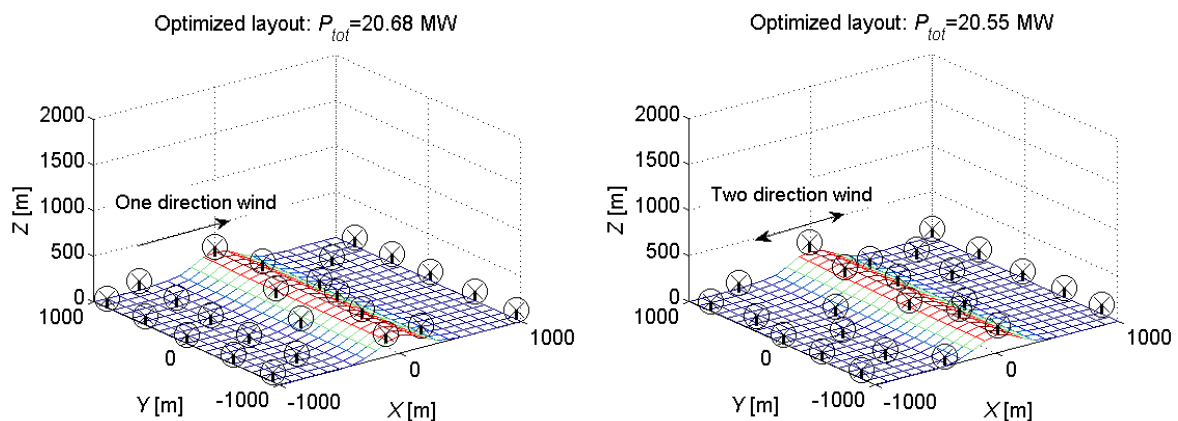 Optimized layout: P_tot=20.68 MW
2000
1500
1000
500
0
Z [m]
One direction wind
1000
0
-1000
Y [m]
-1000
0
1000
X [m]
Optimized layout: P_tot=20.55 MW
2000
1500
1000
500
0
Z [m]
Two direction wind
1000
0
-1000
Y [m]
-1000
0
1000
X [m]